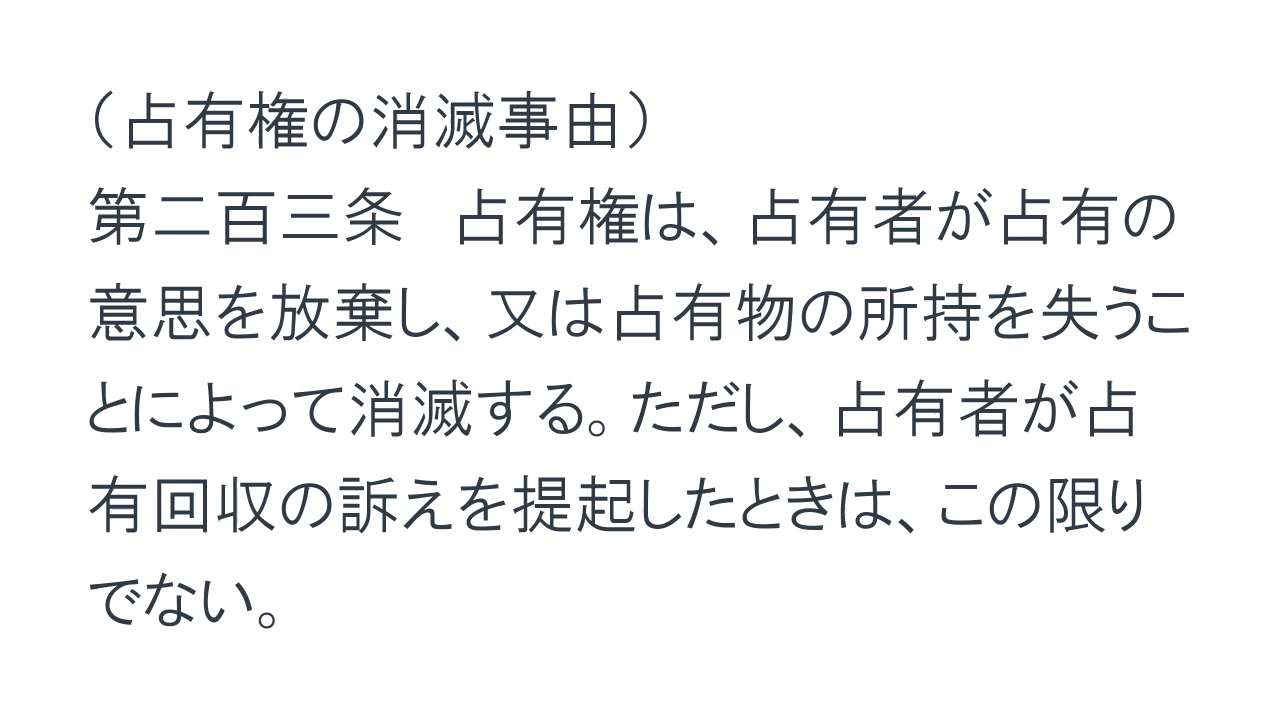 （占有権の消滅事由）
第二百三条　占有権は、占有者が占有の
意思を放棄し、又は占有物の所持を失うこ
とによって消滅する。ただし、占有者が占
有回収の訴えを提起したときは、この限り
でない。